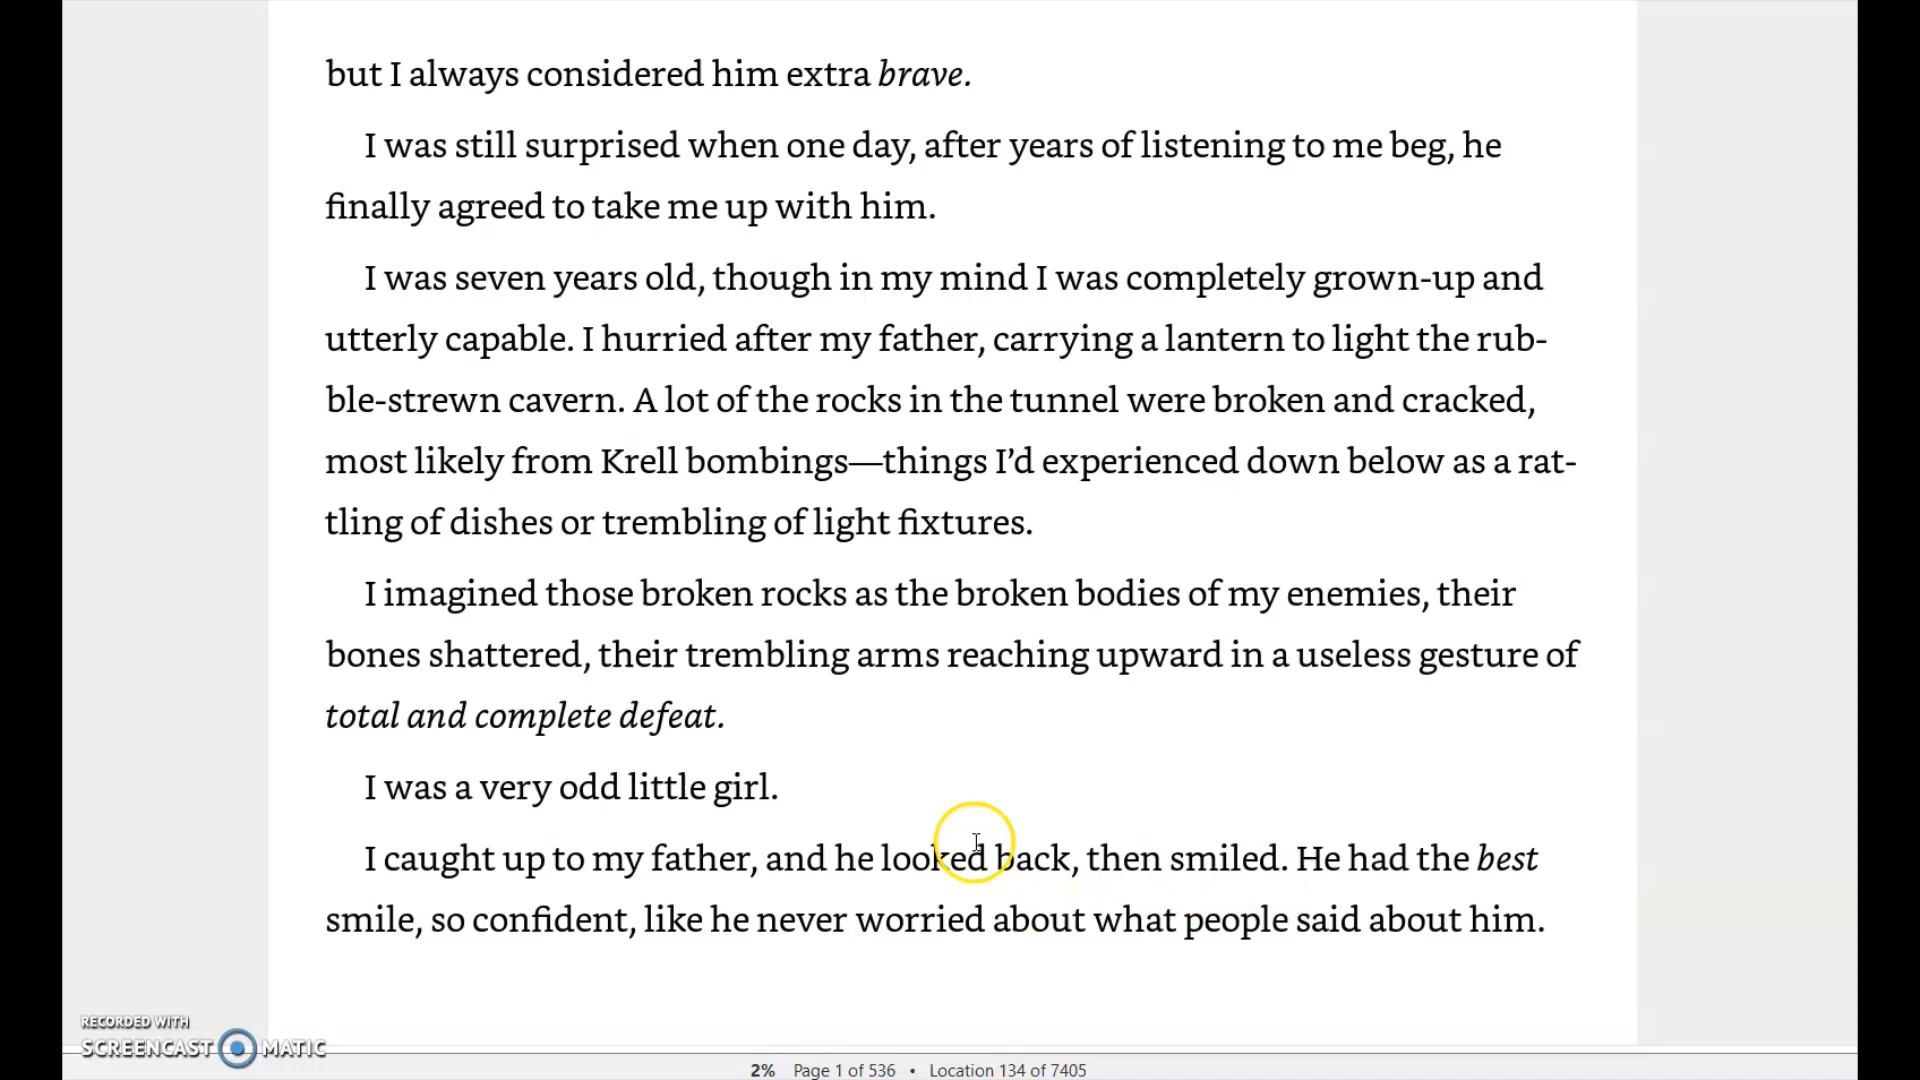 but I always considered him extra brave.
I was still surprised when one day, after years of listening to me beg, he
finally agreed to take me up with him.
I was seven years old, though in my mind I was completely grown-up and
utterly capable. I hurried after my father, carrying a lantern to light the rub-
ble-strewn cavern. A lot of the rocks in the tunnel were broken and cracked,
most likely from Krell bombings—things I’d experienced down below as a rat-
tling of dishes or trembling of light fixtures.
I imagined those broken rocks as the broken bodies of my enemies, their
bones shattered, their trembling arms reaching upward in a useless gesture of
total and complete defeat.
I was a very odd little girl.
I caught up to my father, and he looked back, then smiled. He had the best
smile, so confident, like he never worried about what people said about him.
RECORDED WITH
SCREENCAST MATIC
2% Page 1 of 536 • Location 134 of 7405